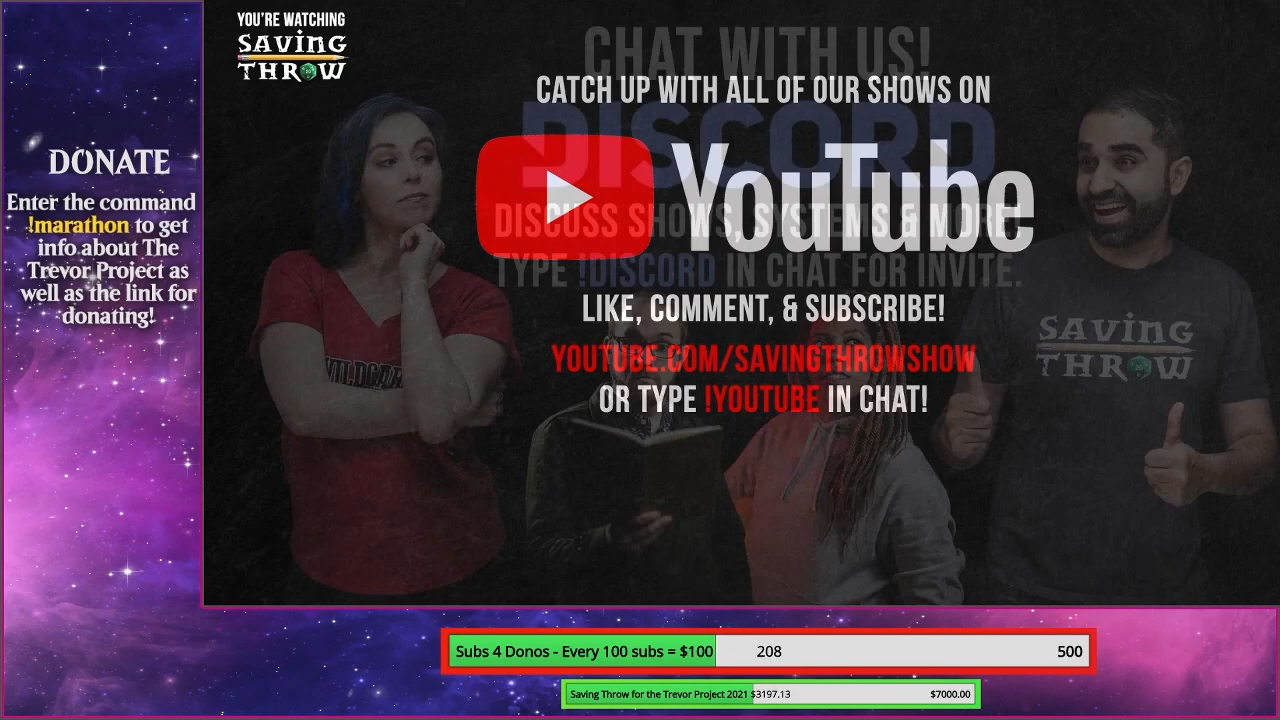 YOU'RE WATCHING
SAVING
THROW
DONATE
Enter the command
!marathon to get
info about The
Trevor Project as
well as the link for
donating!
CHAT WITH US!
CATCH UP WITH ALL OF OUR SHOWS ON
DISCORD
YouTube
DISCUSS SHOWS, SYSTEMS & MORE.
TYPE !DISCORD IN CHAT FOR INVITE.
LIKE, COMMENT, & SUBSCRIBE!
YOUTUBE.COM/SAVINGTHROWSHOW
OR TYPE !YOUTUBE IN CHAT!
SAVING
THROW
Subs 4 Donos - Every 100 subs = $100 208 500
Saving Throw for the Trevor Project 2021 $3197.13 $7000.00